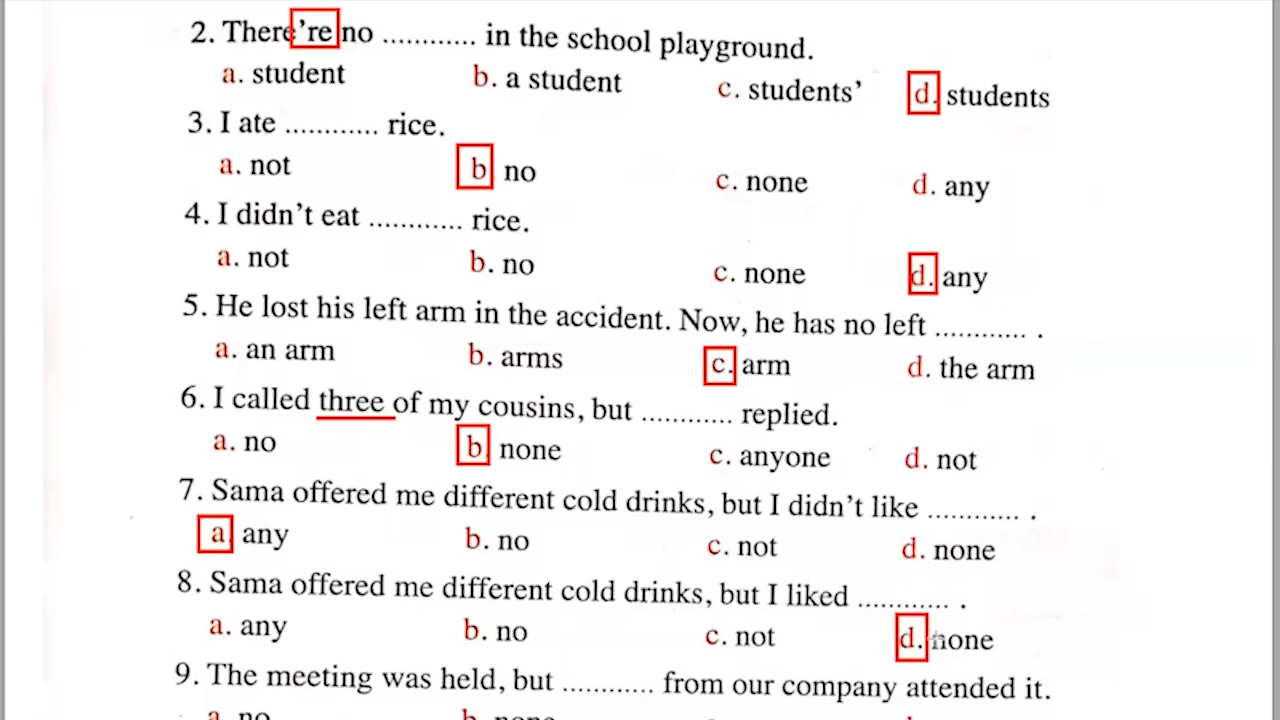 2. There're no ............ in the school playground.
a. student b. a student c. students' d. students
3. I ate ............ rice.
a. not b. no c. none d. any
4. I didn't eat ............ rice.
a. not b. no c. none d. any
5. He lost his left arm in the accident. Now, he has no left ............ .
a. an arm b. arms c. arm d. the arm
6. I called three of my cousins, but ............ replied.
a. no b. none c. anyone d. not
7. Sama offered me different cold drinks, but I didn't like ............ .
a. any b. no c. not d. none
8. Sama offered me different cold drinks, but I liked ............ .
a. any b. no c. not d. none
9. The meeting was held, but ............ from our company attended it.
a. no b. none